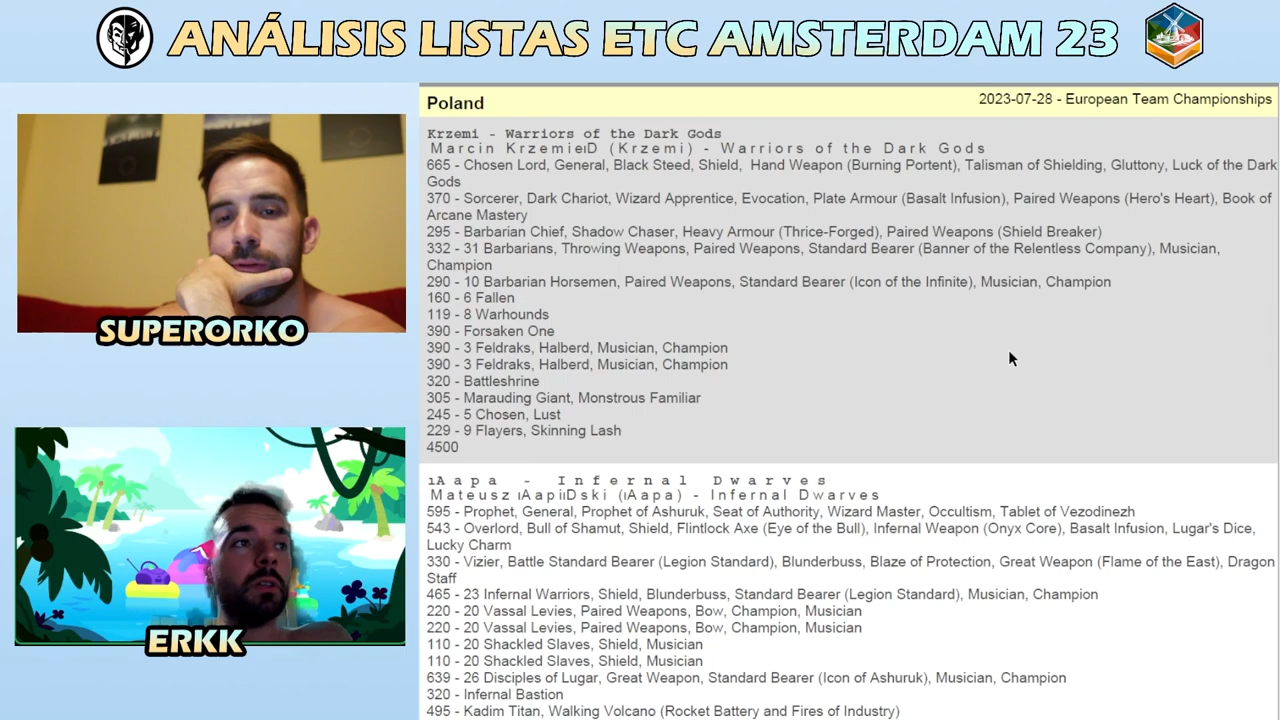 ANÁLISIS LISTAS ETC AMSTERDAM 23
Poland
2023-07-28 - European Team Championships
Krzemi - Warriors of the Dark Gods
Marcin KrzemieıD (Krzemi) - Warriors of the Dark Gods
665 - Chosen Lord, General, Black Steed, Shield, Hand Weapon (Burning Portent), Talisman of Shielding, Gluttony, Luck of the Dark
Gods
370 - Sorcerer, Dark Chariot, Wizard Apprentice, Evocation, Plate Armour (Basalt Infusion), Paired Weapons (Hero's Heart), Book of
Arcane Mastery
295 - Barbarian Chief, Shadow Chaser, Heavy Armour (Thrice-Forged), Paired Weapons (Shield Breaker)
332 - 31 Barbarians, Throwing Weapons, Paired Weapons, Standard Bearer (Banner of the Relentless Company), Musician,
Champion
290 - 10 Barbarian Horsemen, Paired Weapons, Standard Bearer (Icon of the Infinite), Musician, Champion
160 - 6 Fallen
119 - 8 Warhounds
390 - Forsaken One
390 - 3 Feldraks, Halberd, Musician, Champion
390 - 3 Feldraks, Halberd, Musician, Champion
320 - Battleshrine
305 - Marauding Giant, Monstrous Familiar
245 - 5 Chosen, Lust
229 - 9 Flayers, Skinning Lash
4500
ıAapa - Infernal Dwarves
Mateusz ıAapiıDski (ıAapa) - Infernal Dwarves
595 - Prophet, General, Prophet of Ashuruk, Seat of Authority, Wizard Master, Occultism, Tablet of Vezodinezh
543 - Overlord, Bull of Shamut, Shield, Flintlock Axe (Eye of the Bull), Infernal Weapon (Onyx Core), Basalt Infusion, Lugar's Dice,
Lucky Charm
330 - Vizier, Battle Standard Bearer (Legion Standard), Blunderbuss, Blaze of Protection, Great Weapon (Flame of the East), Dragon
Staff
465 - 23 Infernal Warriors, Shield, Blunderbuss, Standard Bearer (Legion Standard), Musician, Champion
220 - 20 Vassal Levies, Paired Weapons, Bow, Champion, Musician
220 - 20 Vassal Levies, Paired Weapons, Bow, Champion, Musician
110 - 20 Shackled Slaves, Shield, Musician
110 - 20 Shackled Slaves, Shield, Musician
639 - 26 Disciples of Lugar, Great Weapon, Standard Bearer (Icon of Ashuruk), Musician, Champion
320 - Infernal Bastion
495 - Kadim Titan, Walking Volcano (Rocket Battery and Fires of Industry)
SUPERORKO
ERKK